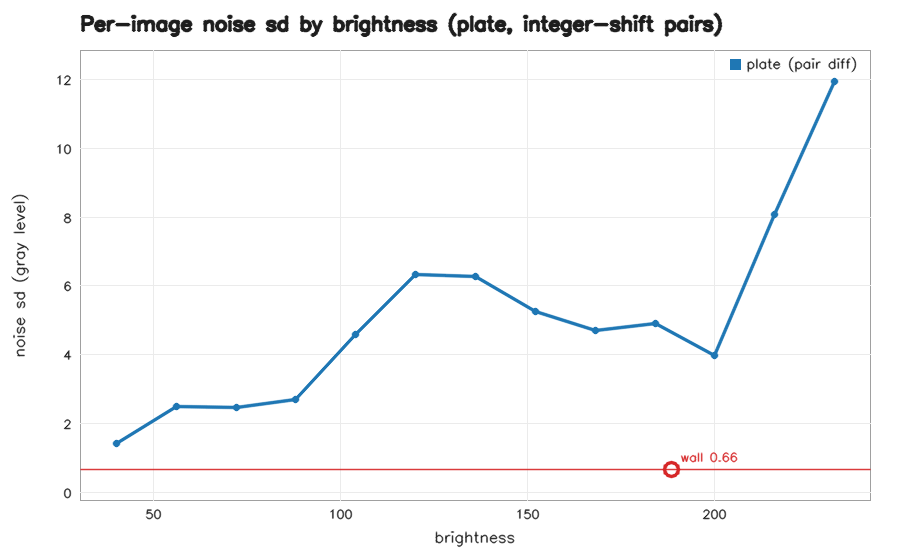 Per-image noise sd by brightness (plate, integer-shift pairs)
plate (pair diff)
12
10
8
6
4
2
0
noise sd (gray level)
wall 0.66
50 100 150 200
brightness